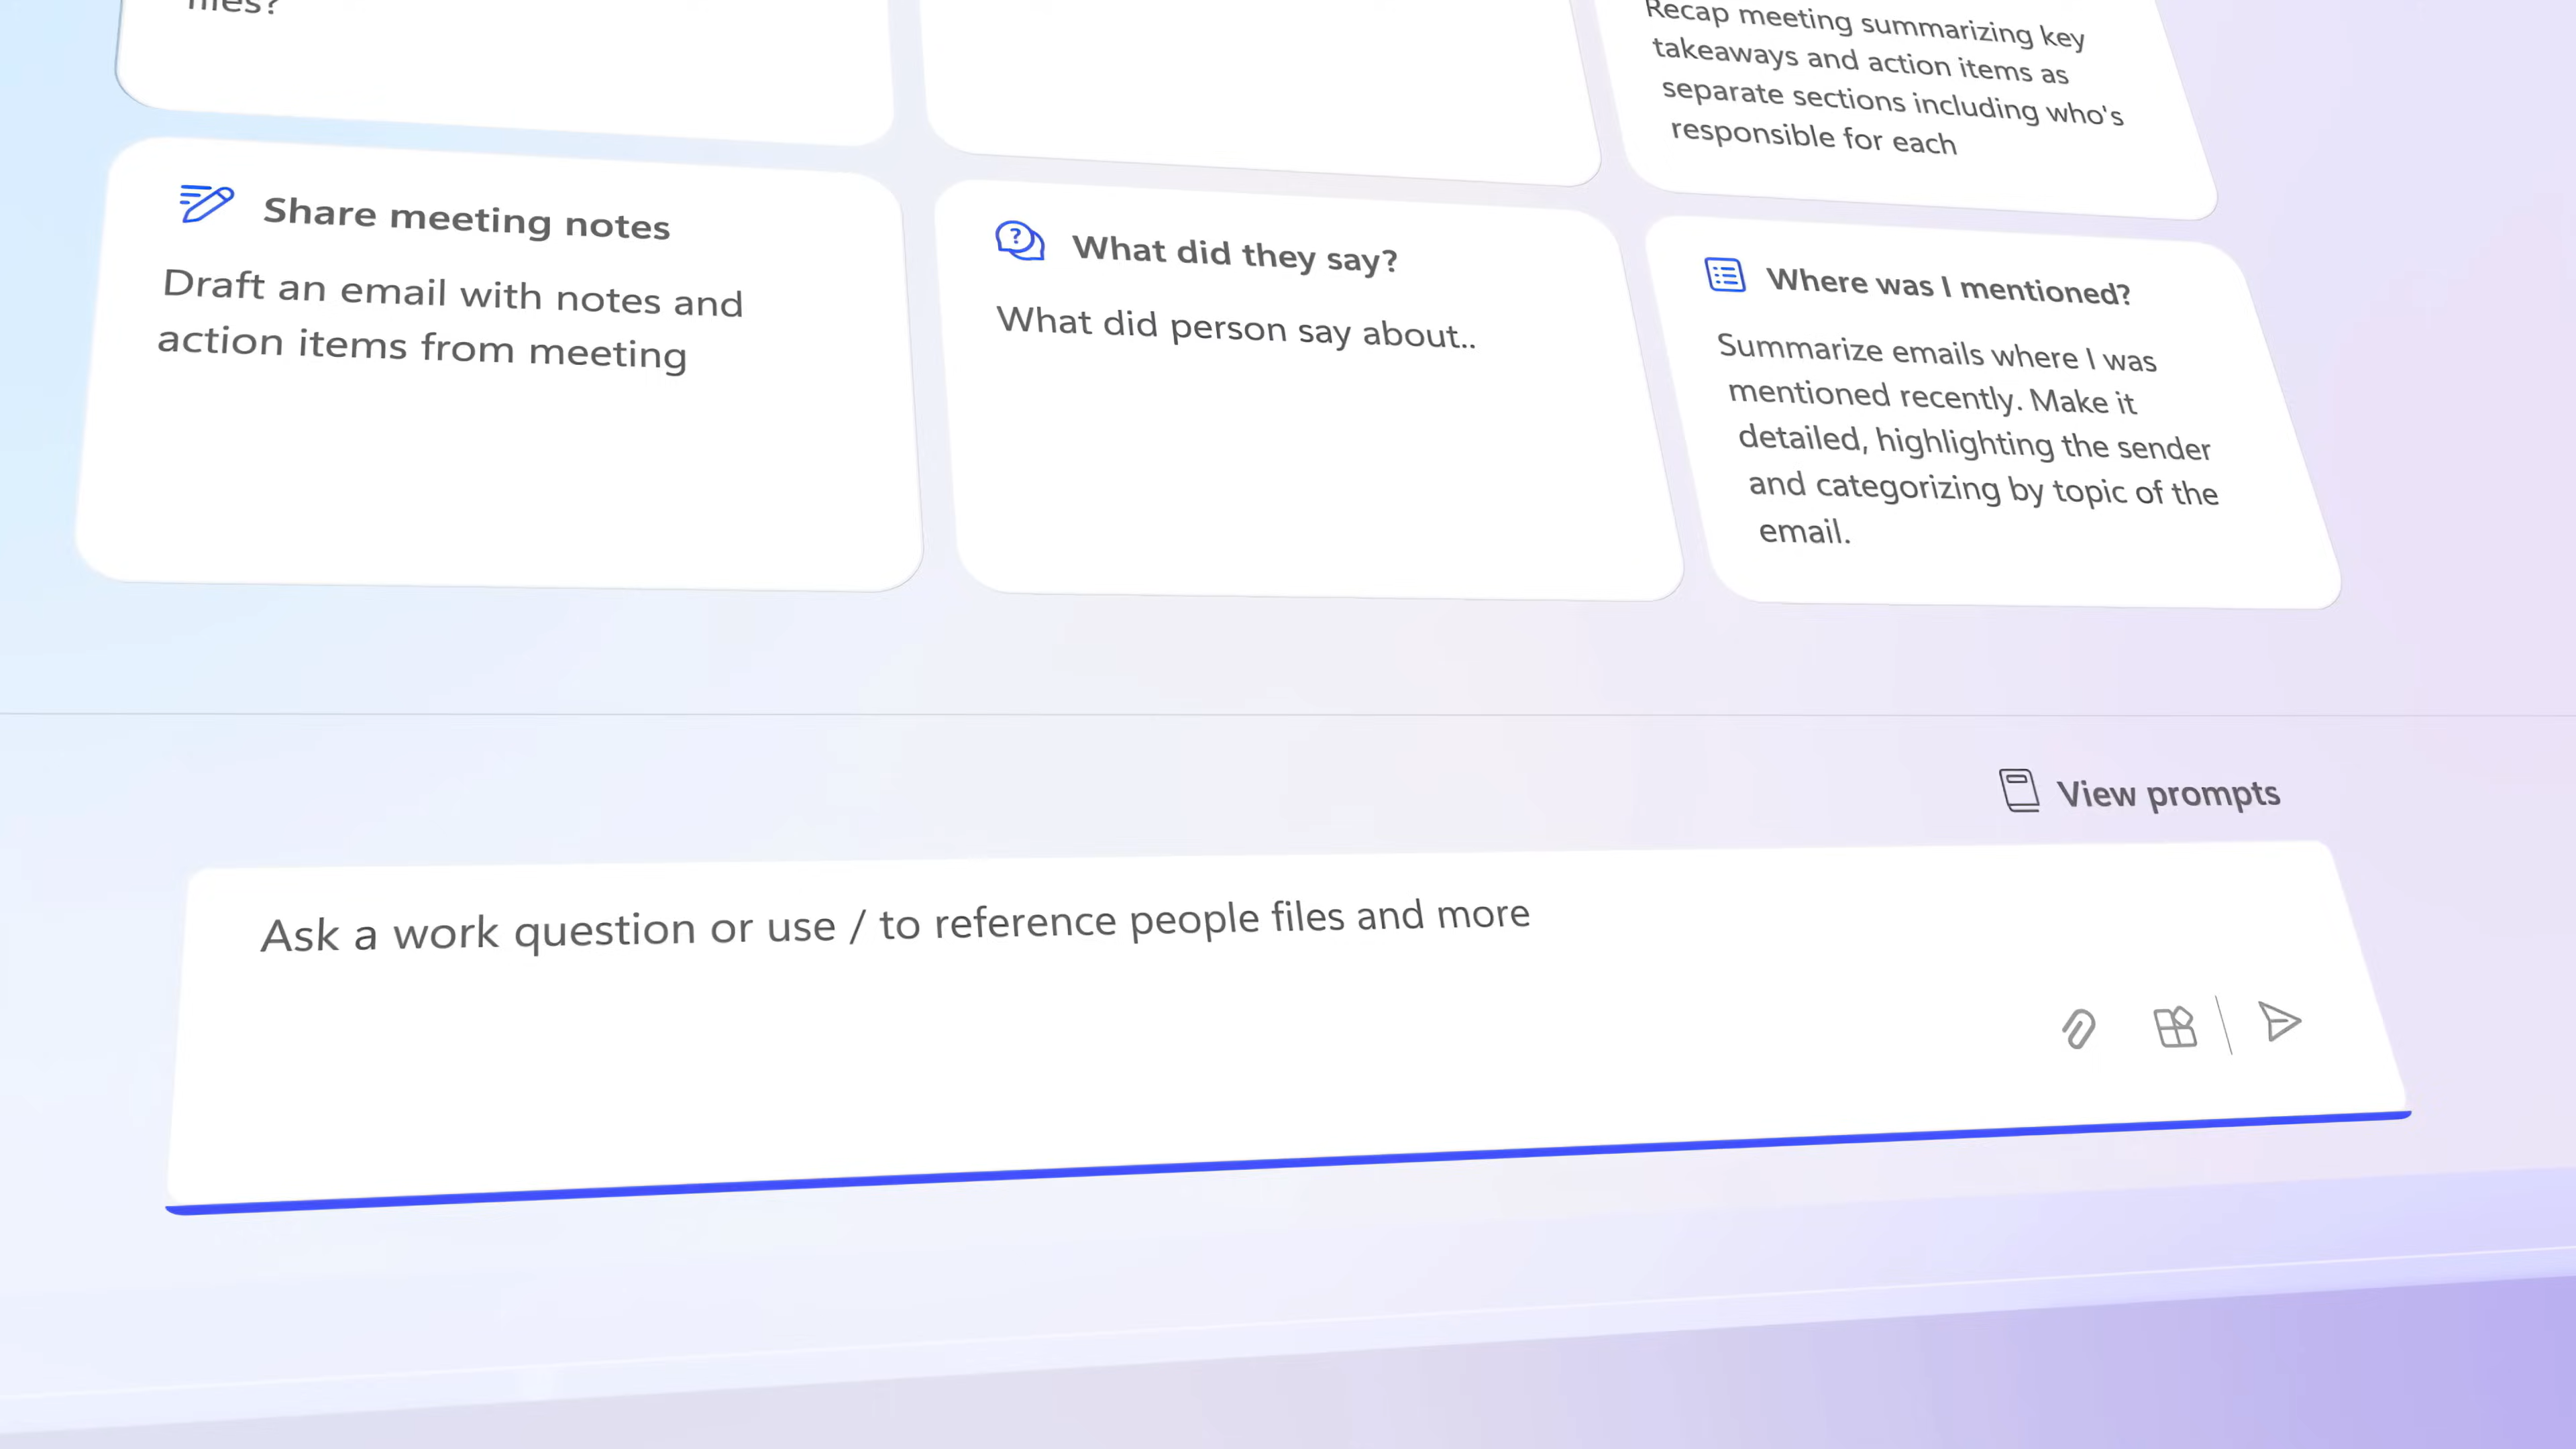 files?
Recap meeting summarizing key
takeaways and action items as
separate sections including who's
responsible for each
Share meeting notes
Draft an email with notes and
action items from meeting
What did they say?
What did person say about..
Where was I mentioned?
Summarize emails where I was
mentioned recently. Make it
detailed, highlighting the sender
and categorizing by topic of the
email.
View prompts
Ask a work question or use / to reference people files and more